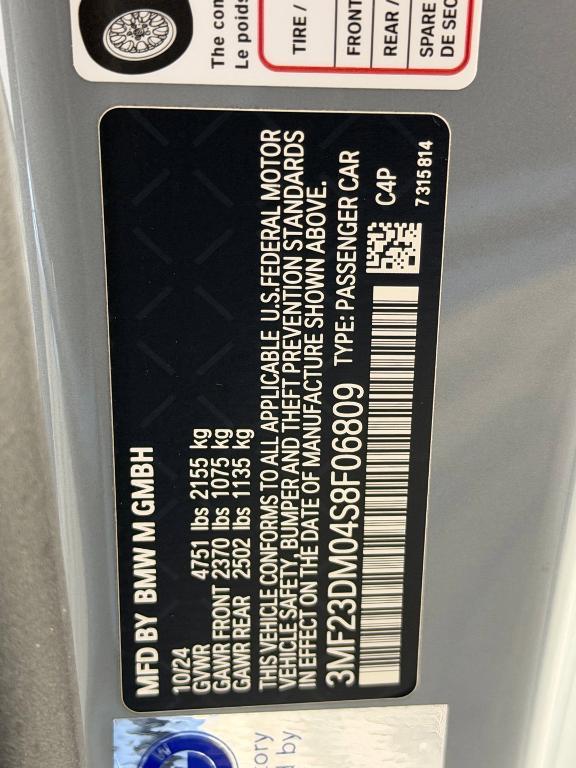 The con
Le poids
TIRE /
FRONT
REAR /
SPARE
DE SEC
MFD BY BMW M GMBH
10/24
GVWR 4751 lbs 2155 kg
GAWR FRONT 2370 lbs 1075 kg
GAWR REAR 2502 lbs 1135 kg
THIS VEHICLE CONFORMS TO ALL APPLICABLE U.S.FEDERAL MOTOR
VEHICLE SAFETY, BUMPER AND THEFT PREVENTION STANDARDS
IN EFFECT ON THE DATE OF MANUFACTURE SHOWN ABOVE.
3MF23DM04S8F06809 TYPE: PASSENGER CAR
C4P
7 315 814
ory
d by